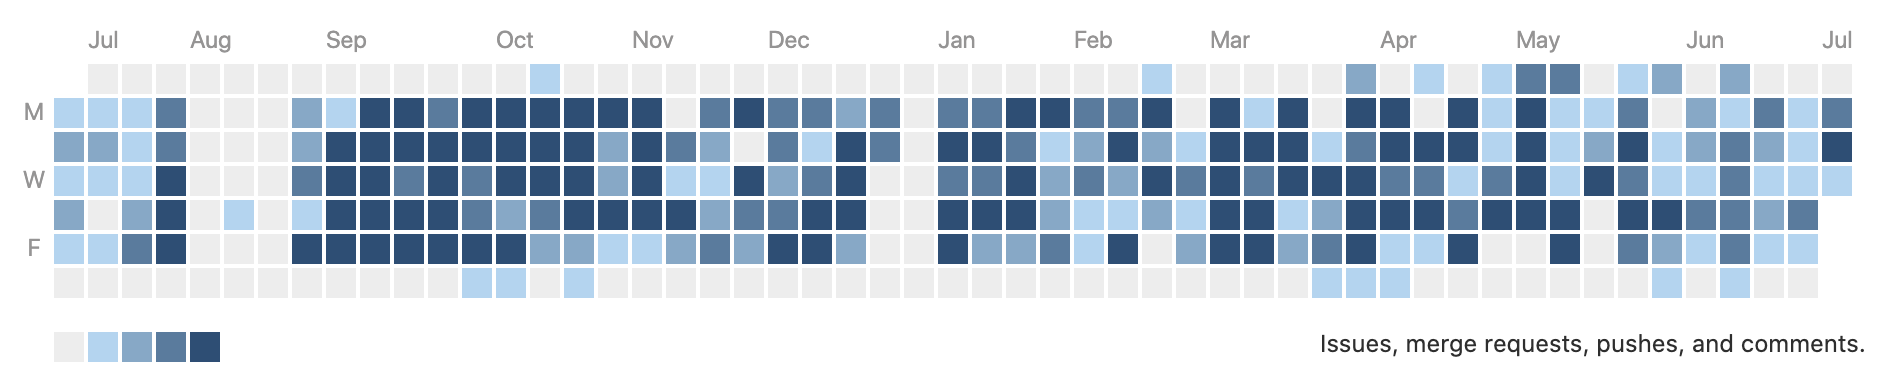 Jul Aug Sep Oct Nov Dec Jan Feb Mar Apr May Jun Jul
M
W
F
Issues, merge requests, pushes, and comments.